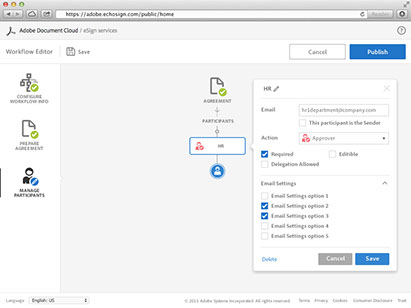 https://adobe.echosign.com/public/home
Reader
Adobe Document Cloud / eSign services
Workflow Editor
Save
Cancel
Publish
CONFIGURE
WORKFLOW INFO
PREPARE
AGREEMENT
MANAGE
PARTICIPANTS
AGREEMENT
PARTICIPANTS
HR
HR
Email
hr1department@company.com
This participant is the Sender
Action
Approver
Required
Editible
Delegation Allowed
Email Settings
Email Settings option 1
Email Settings option 2
Email Settings option 3
Email Settings option 4
Email Settings option 5
Delete
Cancel
Save
Language
English: US
© 2015 Adobe Systems Incorporated. All rights reserved.
Terms
Privacy
Cookies
Consumer Disclosure
Trust